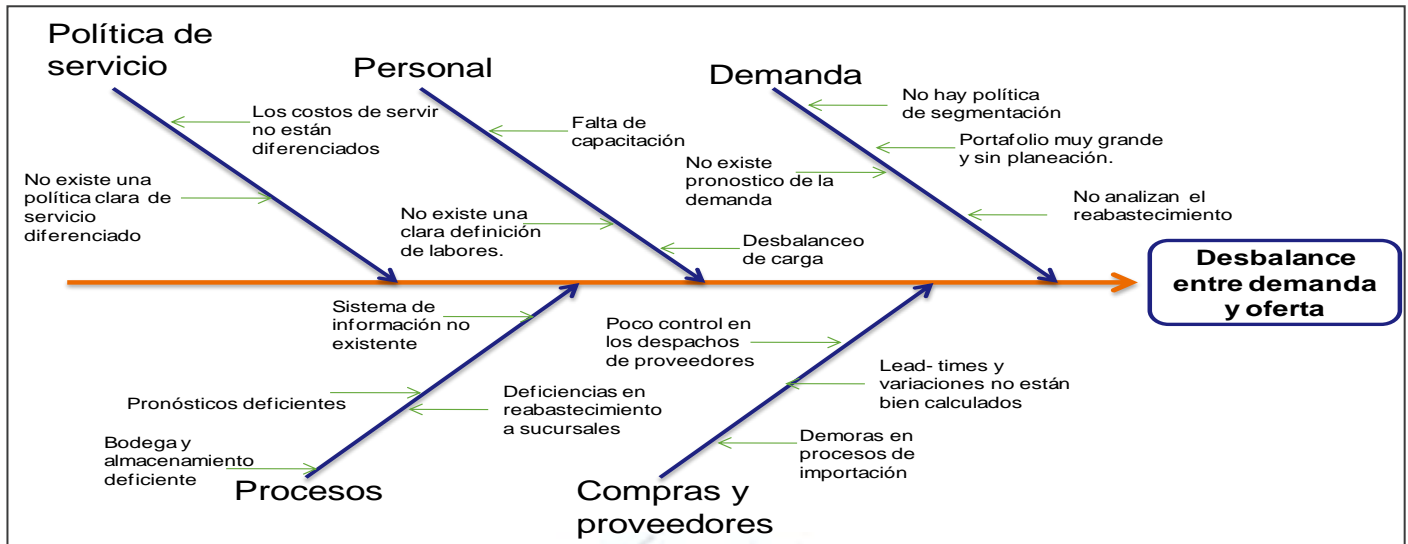 Política de
servicio
Personal
Demanda
Los costos de servir
no están
diferenciados
No existe una
política clara de
servicio
diferenciado
Falta de
capacitación
No existe una
clara definición
de labores.
Desbalanceo
de carga
No hay política
de segmentación
Portafolio muy grande
y sin planeación.
No existe
pronostico de la
demanda
No analizan el
reabastecimiento
Desbalance
entre demanda
y oferta
Sistema de
información no
existente
Pronósticos deficientes
Deficiencias en
reabastecimiento
a sucursales
Bodega y
almacenamiento
deficiente
Procesos
Poco control en
los despachos
de proveedores
Lead- times y
variaciones no están
bien calculados
Demoras en
procesos de
importación
Compras y
proveedores